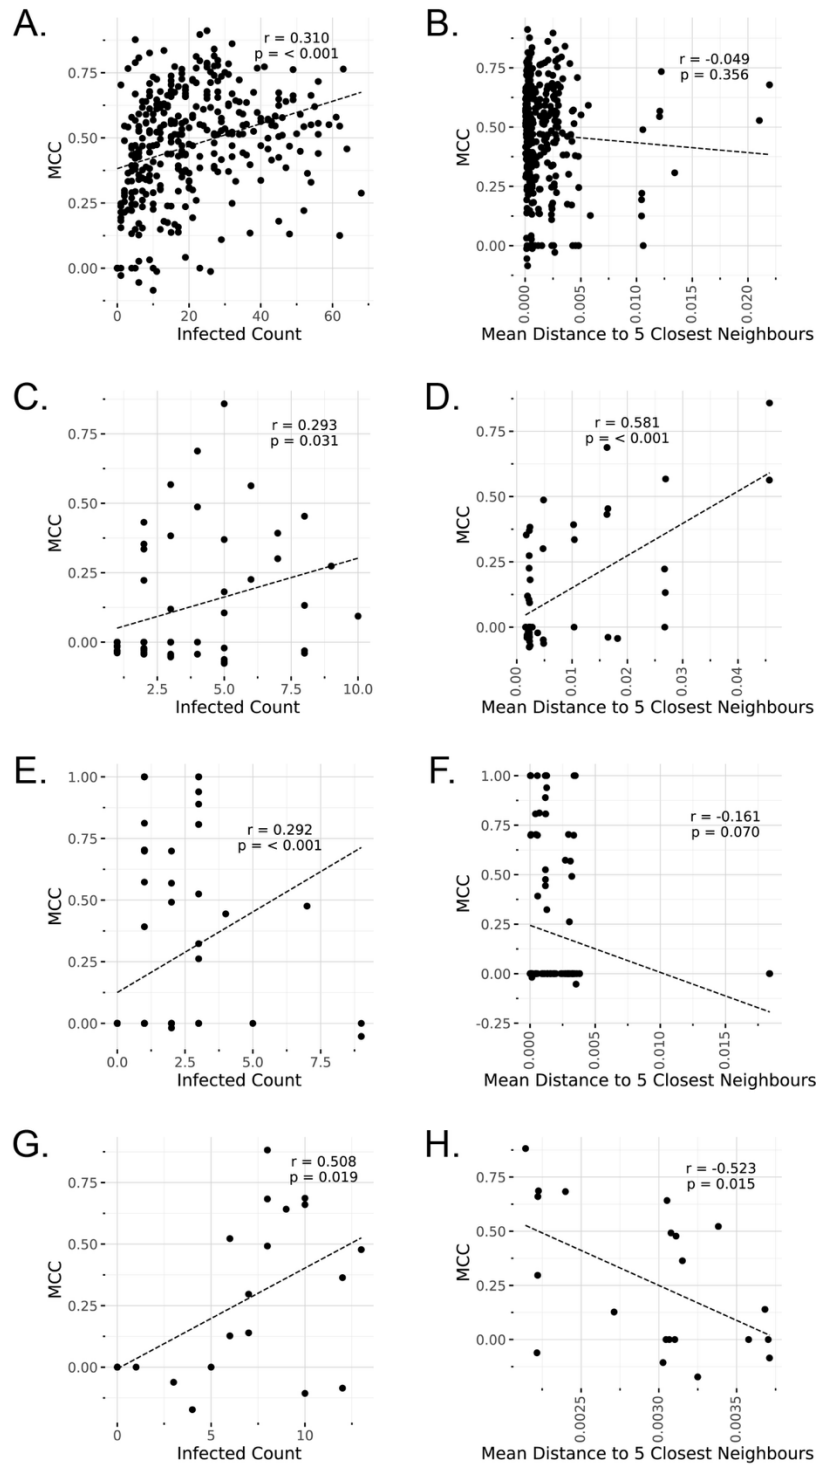 A.
r = 0.310
p = < 0.001
MCC
0.75
0.50
0.25
0.00
0 20 40 60
Infected Count
B.
r = -0.049
p = 0.356
MCC
0.75
0.50
0.25
0.00
0.000 0.005 0.010 0.015 0.020
Mean Distance to 5 Closest Neighbours
C.
r = 0.293
p = 0.031
MCC
0.75
0.50
0.25
0.00
2.5 5.0 7.5 10.0
Infected Count
D.
r = 0.581
p = < 0.001
MCC
0.75
0.50
0.25
0.00
0.00 0.01 0.02 0.03 0.04
Mean Distance to 5 Closest Neighbours
E.
r = 0.292
p = < 0.001
MCC
1.00
0.75
0.50
0.25
0.00
0.0 2.5 5.0 7.5
Infected Count
F.
r = -0.161
p = 0.070
MCC
1.00
0.75
0.50
0.25
0.00
-0.25
0.000 0.005 0.010 0.015
Mean Distance to 5 Closest Neighbours
G.
r = 0.508
p = 0.019
MCC
0.75
0.50
0.25
0.00
0 5 10
Infected Count
H.
r = -0.523
p = 0.015
MCC
0.75
0.50
0.25
0.00
0.0025 0.0030 0.0035
Mean Distance to 5 Closest Neighbours